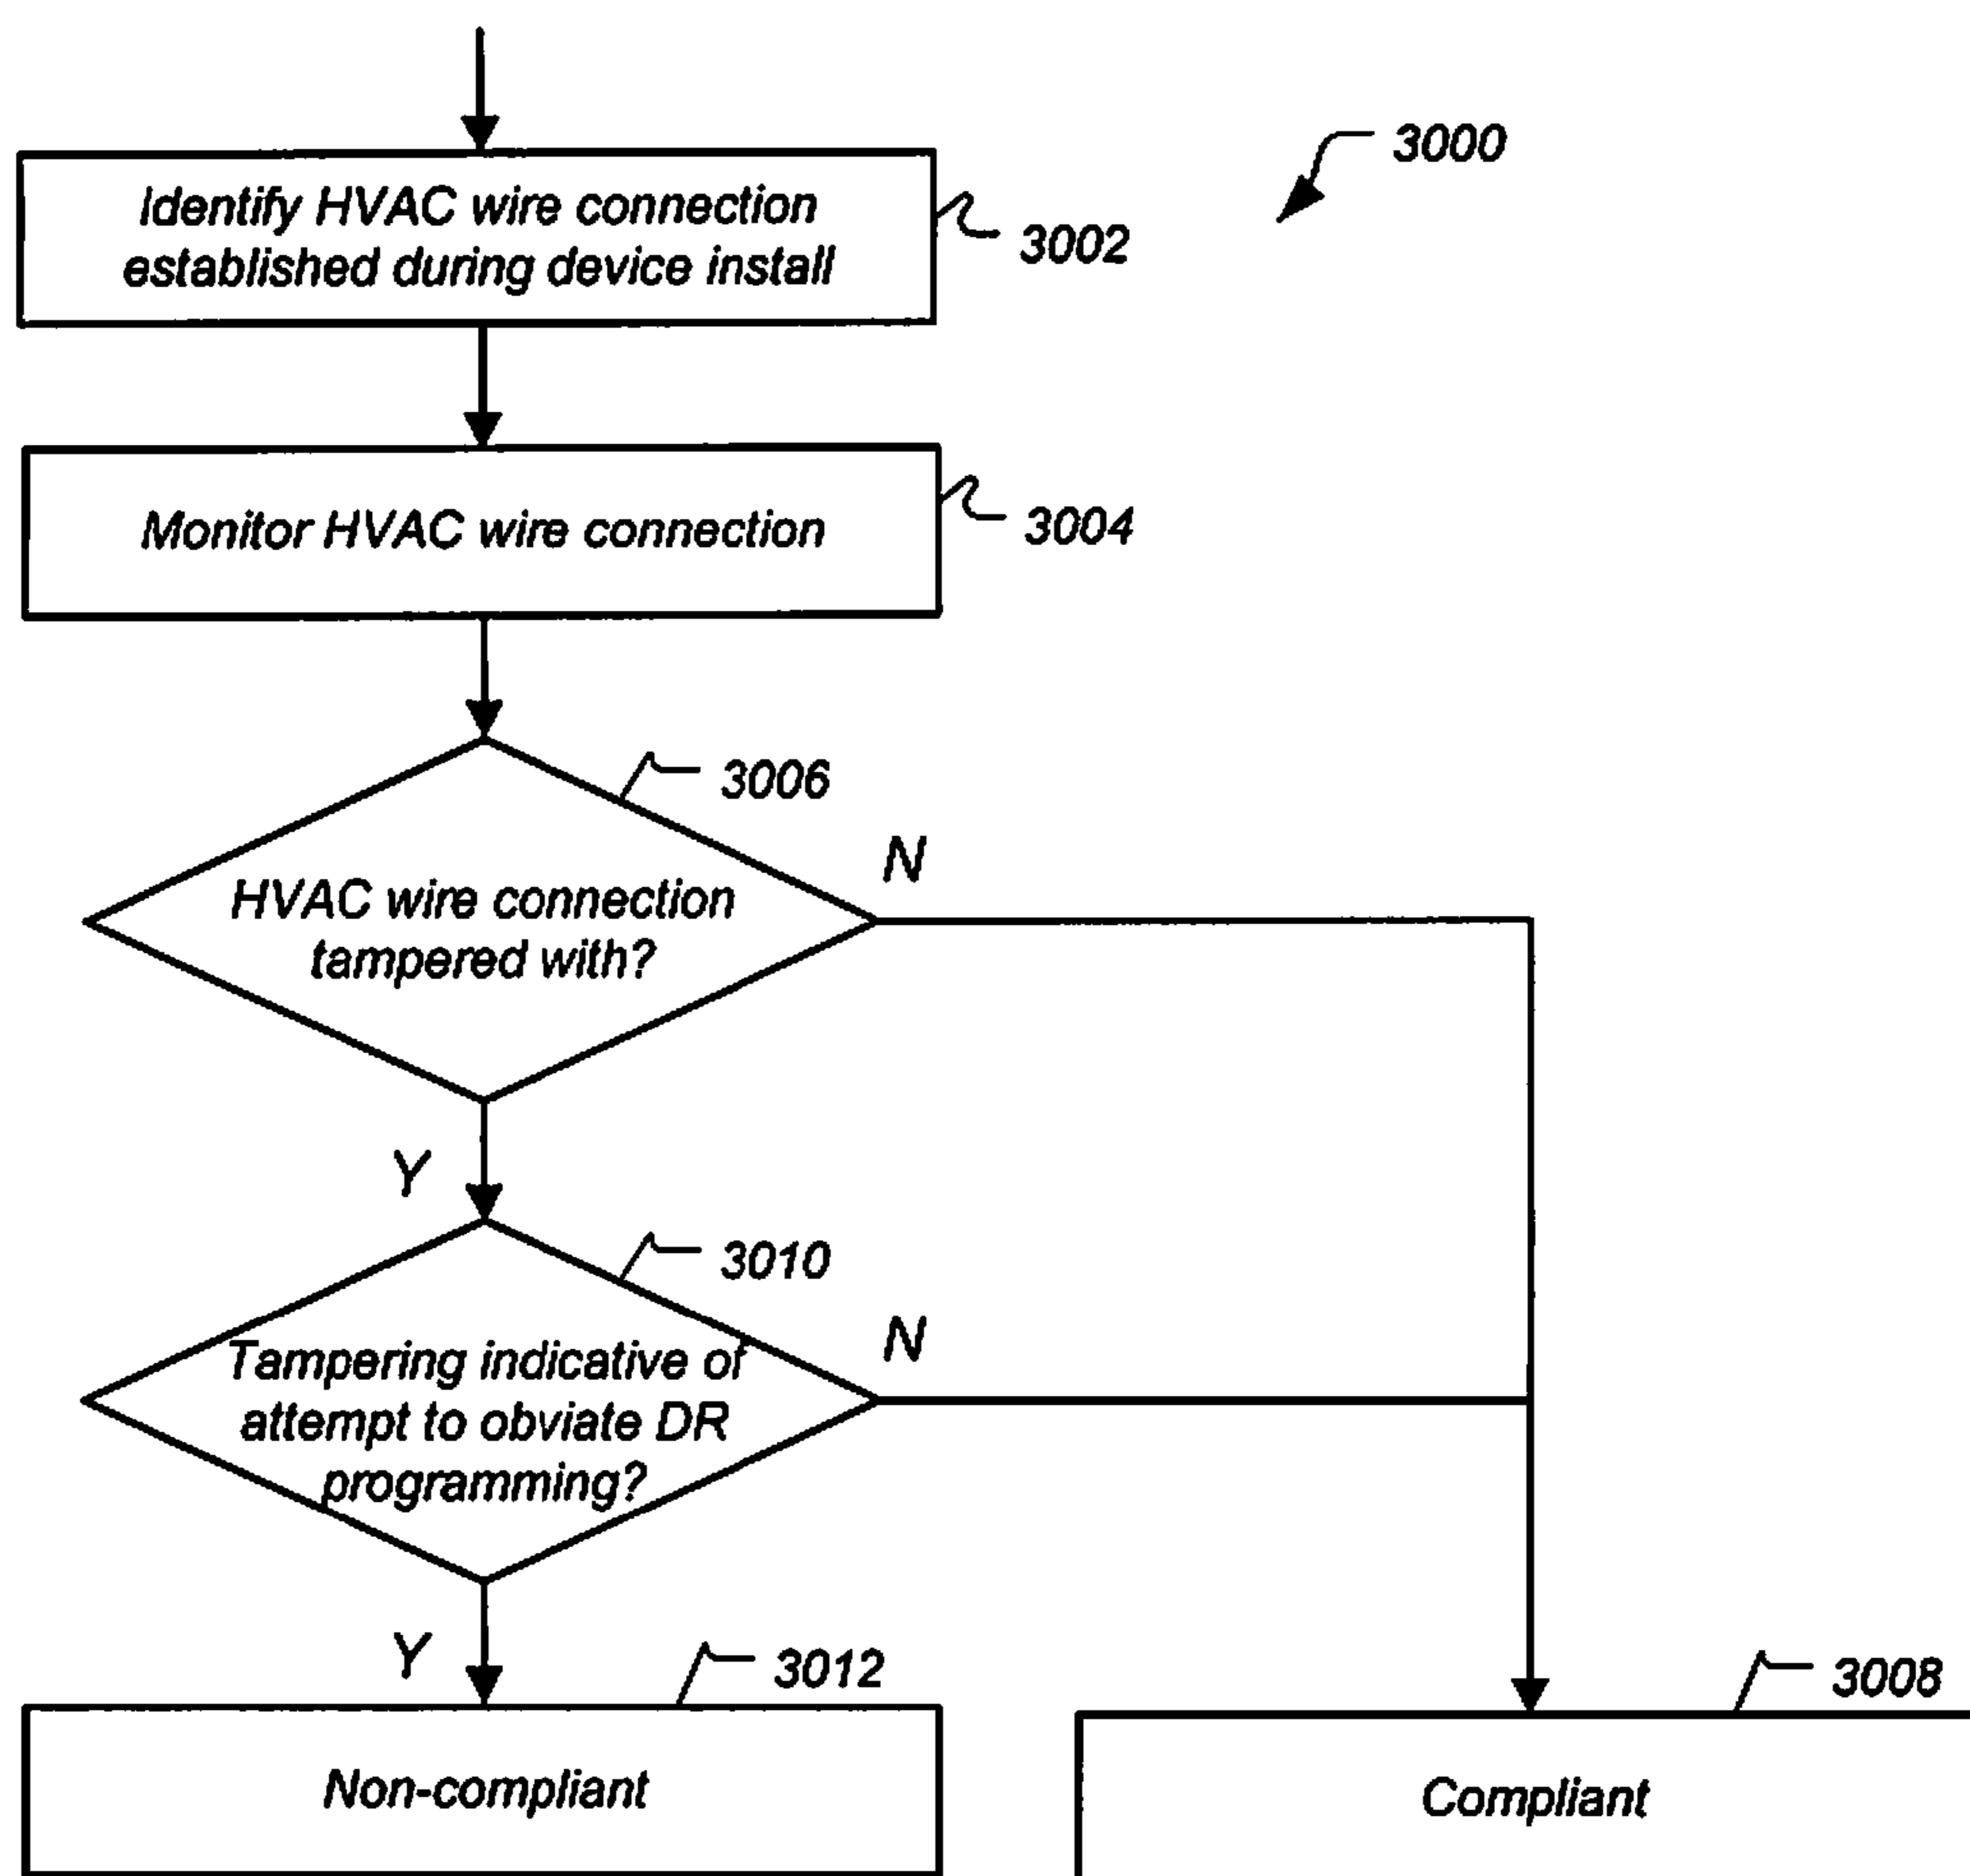 3000
Identify HVAC wire connection
established during device install
3002
Monitor HVAC wire connection
3004
3006
N
HVAC wire connection
tampered with?
Y
3010
N
Tampering indicative of
attempt to obviate DR
programming?
Y
3012
3008
Non-compliant
Compliant